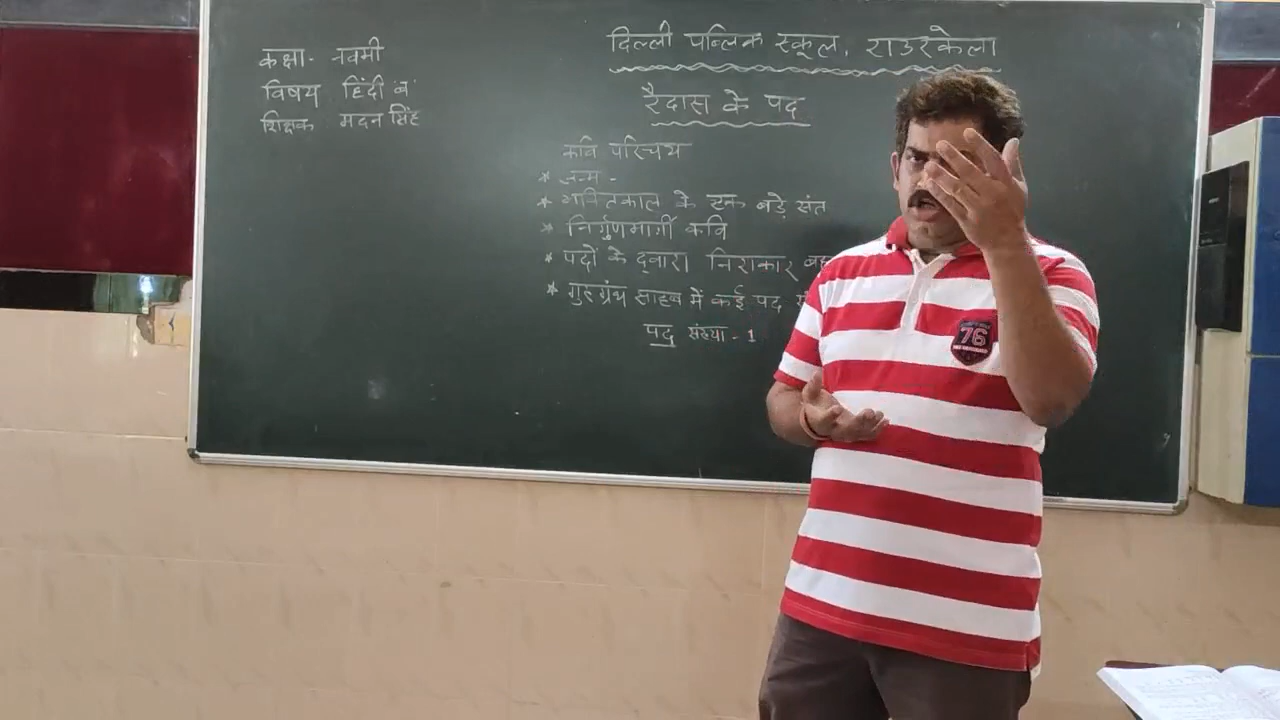 कक्षा - नवमी
विषय हिंदी ब
शिक्षक मदन सिंह
दिल्ली पब्लिक स्कूल, राउरकेला
रैदास के पद
कवि परिचय
* जन्म -
* भक्तिकाल के एक बड़े संत
* निर्गुणमार्गी कवि
* पदों के द्वारा निराकार
* गुरु ग्रंथ साहब में कई पद
पद संख्या - 1
76